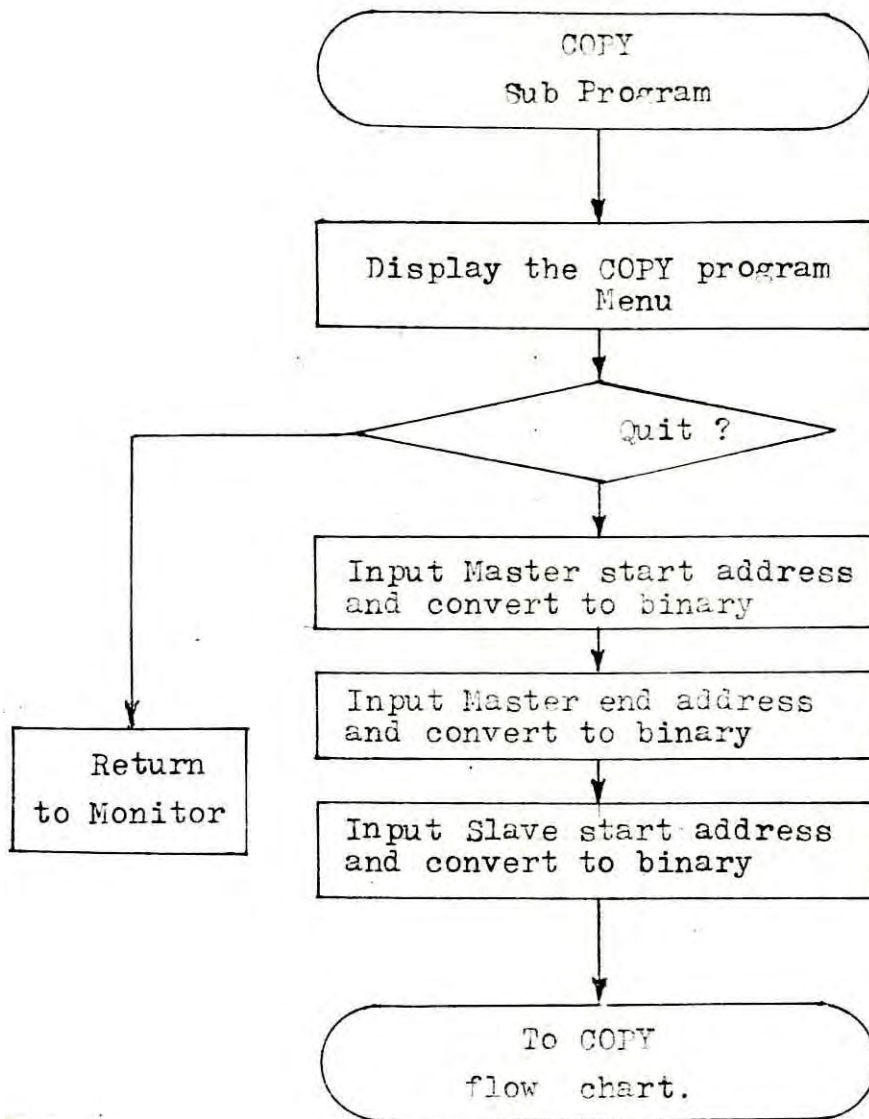 COPY
Sub Program
Display the COPY program
Menu
Quit ?
Input Master start address
and convert to binary
Input Master end address
and convert to binary
Return
to Monitor
Input Slave start address
and convert to binary
To COPY
flow chart.